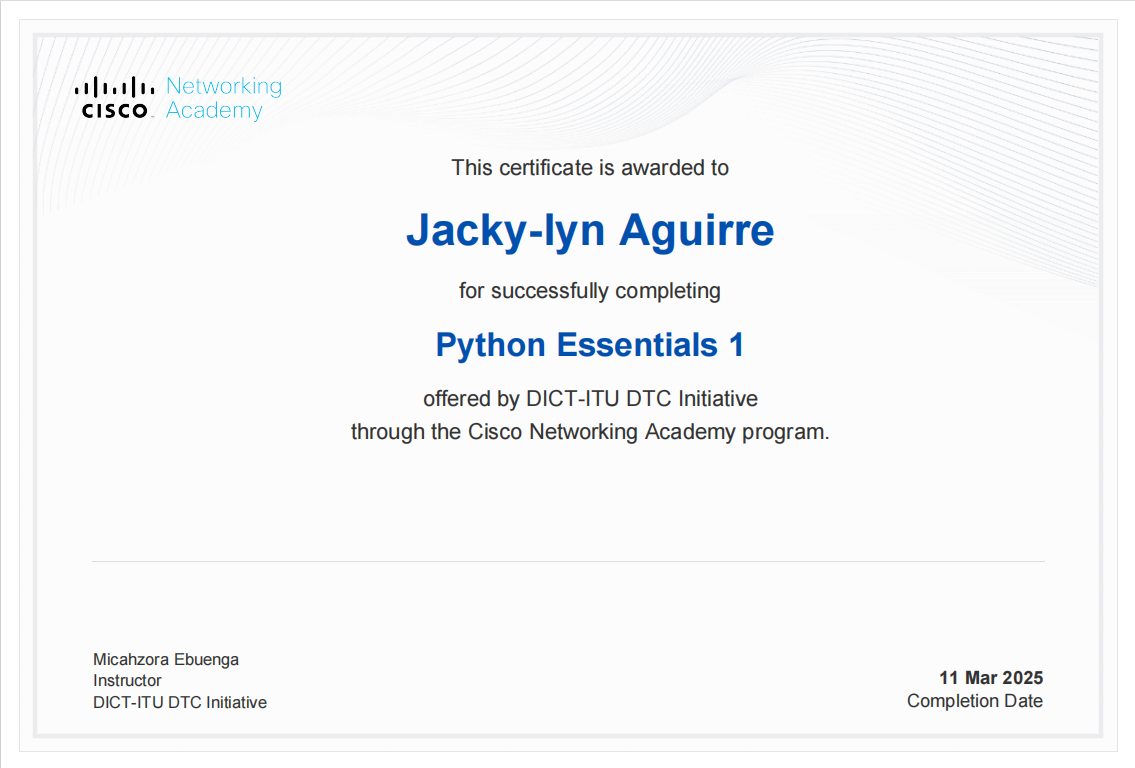 Networking
CISCO Academy
This certificate is awarded to
Jacky-lyn Aguirre
for successfully completing
Python Essentials 1
offered by DICT-ITU DTC Initiative
through the Cisco Networking Academy program.
Micahzora Ebuenga
Instructor
DICT-ITU DTC Initiative
11 Mar 2025
Completion Date